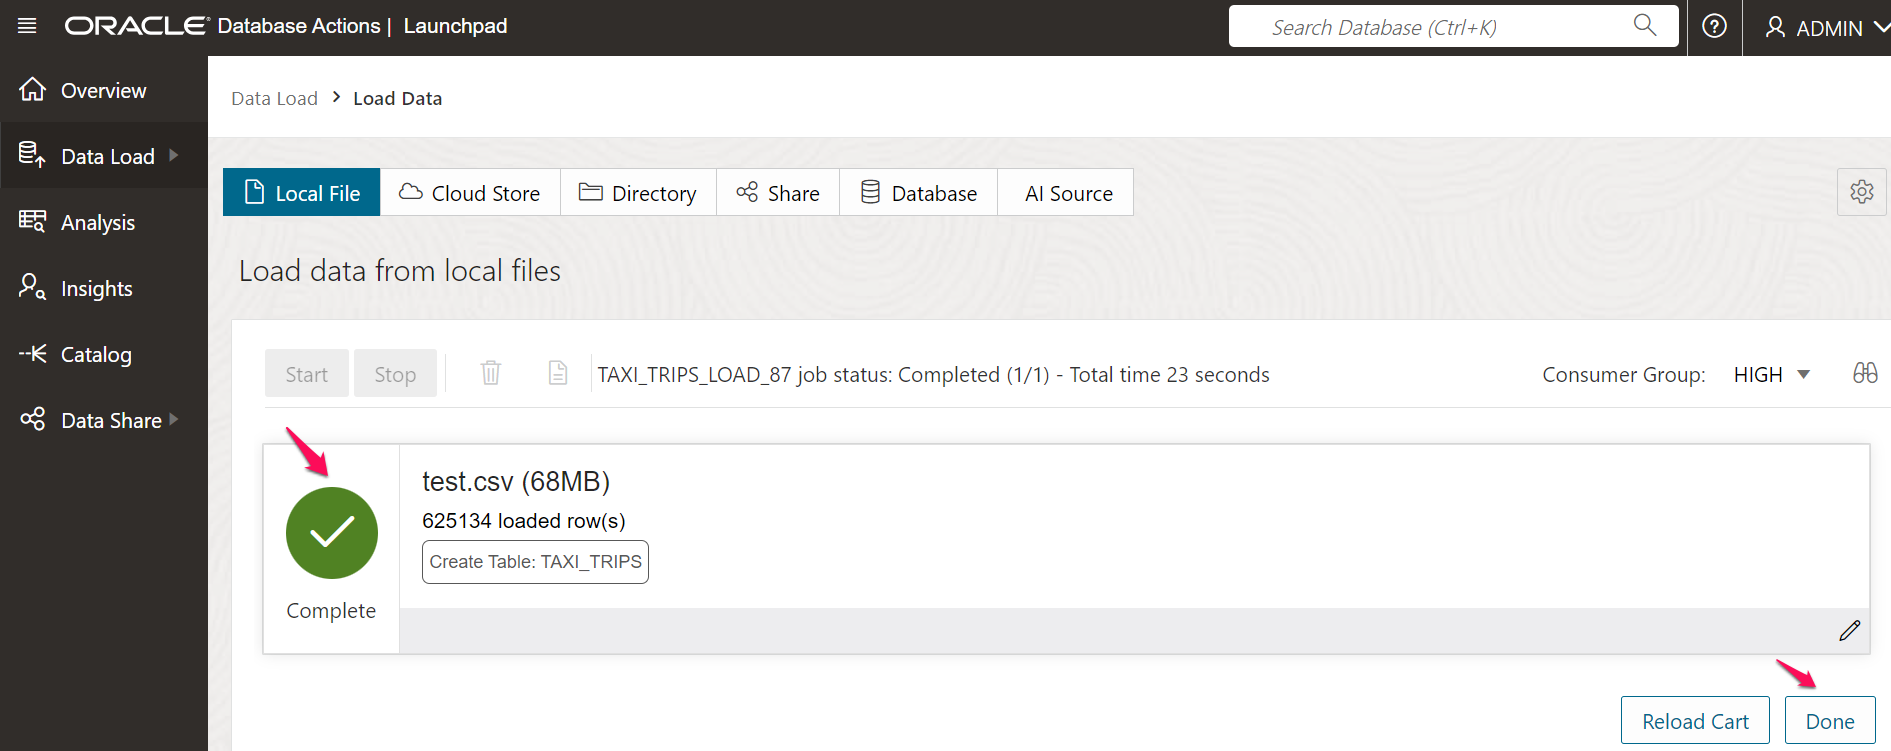 ORACLE® Database Actions | Launchpad
Search Database (Ctrl+K)
ADMIN
Overview
Data Load
Analysis
Insights
Catalog
Data Share
Data Load > Load Data
Local File
Cloud Store
Directory
Share
Database
AI Source
Load data from local files
Start
Stop
TAXI_TRIPS_LOAD_87 job status: Completed (1/1) - Total time 23 seconds
Consumer Group: HIGH
Complete
test.csv (68MB)
625134 loaded row(s)
Create Table: TAXI_TRIPS
Reload Cart
Done